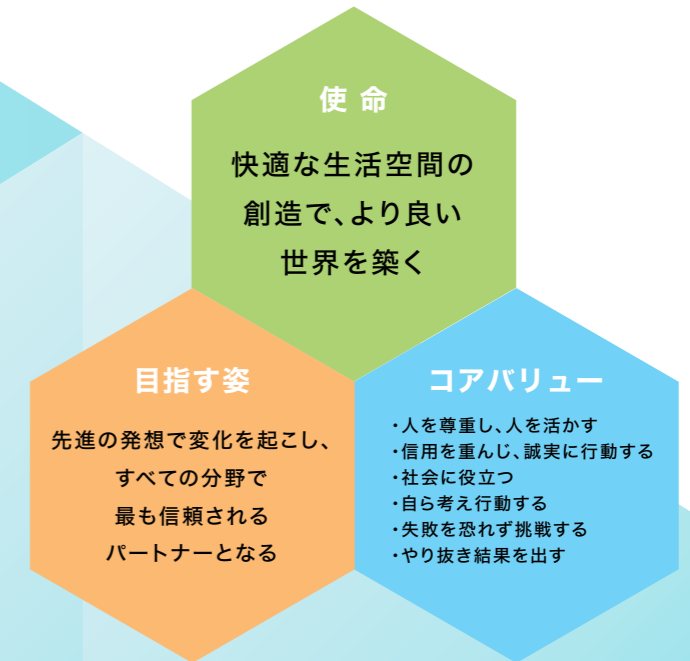 使 命
快適な生活空間の
創造で、より良い
世界を築く
目指す姿
先進の発想で変化を起こし、
すべての分野で
最も信頼される
パートナーとなる
コアバリュー
・人を尊重し、人を活かす
・信用を重んじ、誠実に行動する
・社会に役立つ
・自ら考え行動する
・失敗を恐れず挑戦する
・やり抜き結果を出す